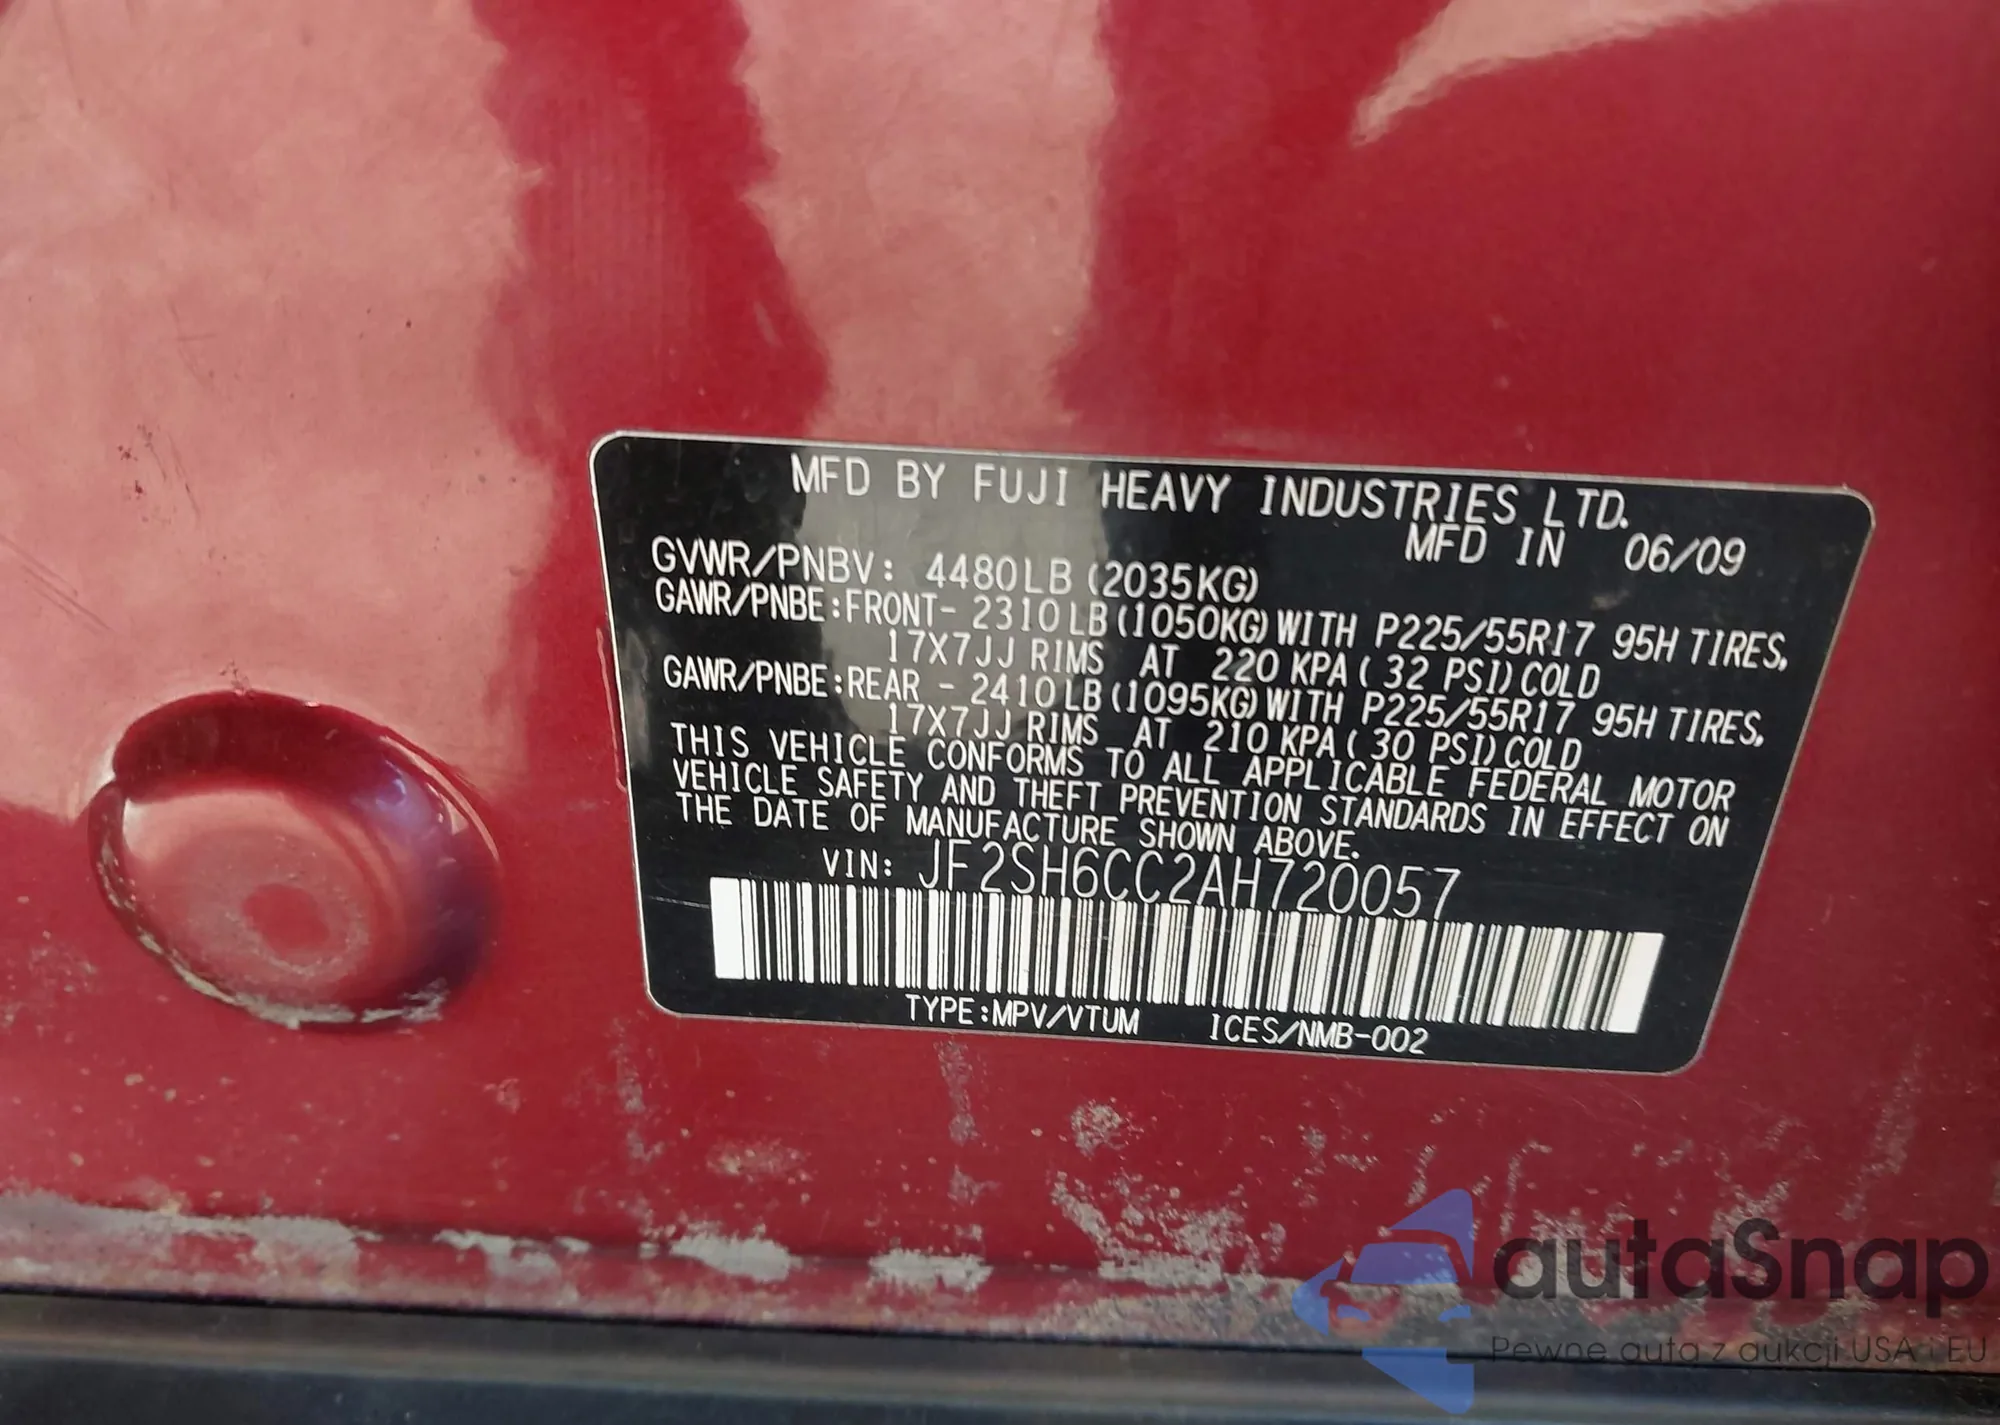 MFD BY FUJI HEAVY INDUSTRIES LTD.
MFD IN 06/09
GVWR/PNBV: 4480LB (2035KG)
GAWR/PNBE:FRONT- 2310LB(1050KG)WITH P225/55R17 95H TIRES,
17X7JJ RIMS AT 220 KPA( 32 PSI)COLD
GAWR/PNBE:REAR - 2410LB(1095KG)WITH P225/55R17 95H TIRES,
17X7JJ RIMS AT 210 KPA( 30 PSI)COLD
THIS VEHICLE CONFORMS TO ALL APPLICABLE FEDERAL MOTOR
VEHICLE SAFETY AND THEFT PREVENTION STANDARDS IN EFFECT ON
THE DATE OF MANUFACTURE SHOWN ABOVE.
VIN: JF2SH6CC2AH720057
TYPE:MPV/VTUM ICES/NMB-002
autaSnap
Pewne auta z aukcji USA i EU